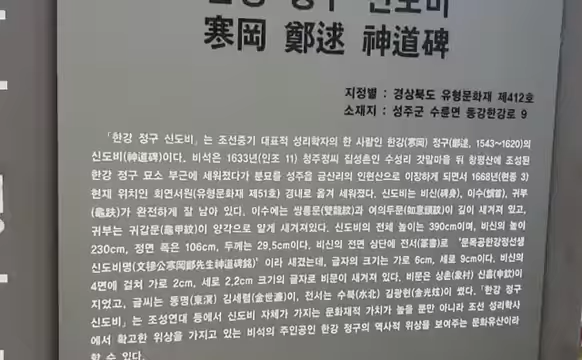 한강 정구 신도비
寒岡 鄭逑 神道碑
지정별 : 경상북도 유형문화재 제412호
소재지 : 성주군 수륜면 동강한강로 9
「한강 정구 신도비」는 조선중기 대표적 성리학자의 한 사람인 한강(寒岡) 정구(鄭逑, 1543~1620)의
신도비(神道碑)이다. 비석은 1633년(인조 11) 청주정씨 집성촌인 수성리 갓말마을 뒤 창평산에 조성된
한강 정구 묘소 부근에 세워졌다가 분묘를 성주읍 금산리의 인현산으로 이장하게 되면서 1668년(현종 3)
현재 위치인 회연서원(유형문화재 제51호) 경내로 옮겨 세워졌다. 신도비는 비신(碑身), 이수(螭首), 귀부
(龜趺)가 완전하게 잘 남아 있다. 이수에는 쌍룡문(雙龍紋)과 여의두문(如意頭紋)이 깊이 새겨져 있고,
귀부는 귀갑문(龜甲紋)이 양각으로 얕게 새겨져있다. 신도비의 전체 높이는 390cm이며, 비신의 높이
230cm, 정면 폭은 106cm, 두께는 29.5cm이다. 비신의 전면 상단에 전서(篆書)로 '문목공한강정선생
신도비명(文穆公寒岡鄭先生神道碑銘)'이라 새겼는데, 글자의 크기는 가로 6cm, 세로 9cm이다. 비신의
4면에 걸쳐 가로 2cm, 세로 2.2cm 크기의 글자로 비문이 새겨져 있다. 비문은 상촌(象村) 신흠(申欽)이
지었고, 글씨는 동명(東溟) 김세렴(金世濂)이, 전서는 수북(水北) 김광현(金光炫)이 썼다. 「한강 정구
신도비」는 조성연대 등에서 신도비 자체가 가지는 문화재적 가치가 높을 뿐만 아니라 조선 성리학사
에서 확고한 위상을 가지고 있는 비석의 주인공인 한강 정구의 역사적 위상을 보여주는 문화유산이라
할 수 있다.